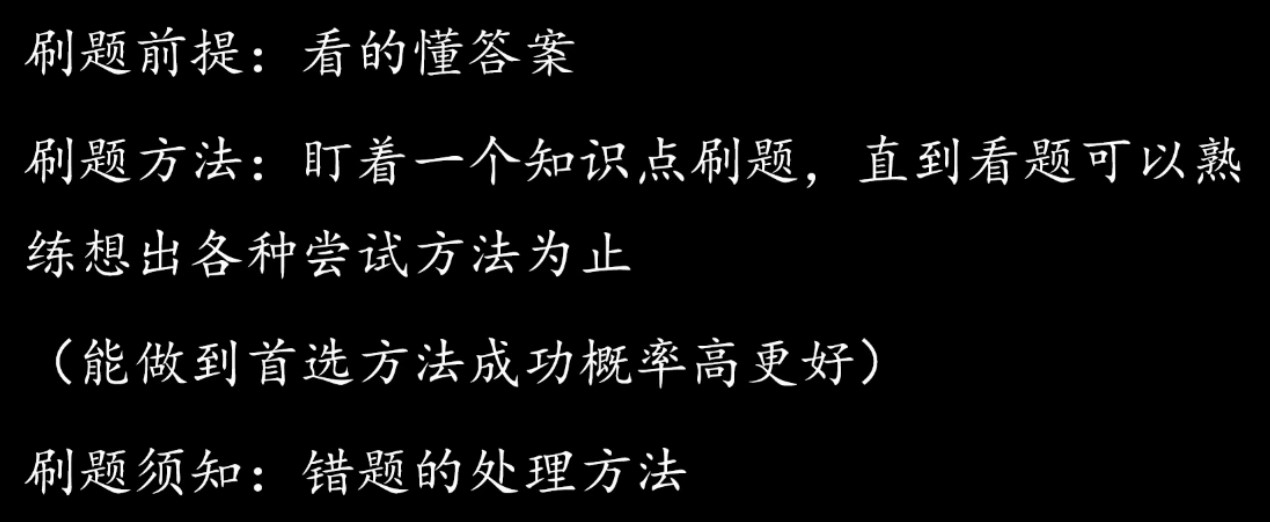 刷题前提：看的懂答案
刷题方法：盯着一个知识点刷题，直到看题可以熟
练想出各种尝试方法为止
（能做到首选方法成功概率高更好）
刷题须知：错题的处理方法